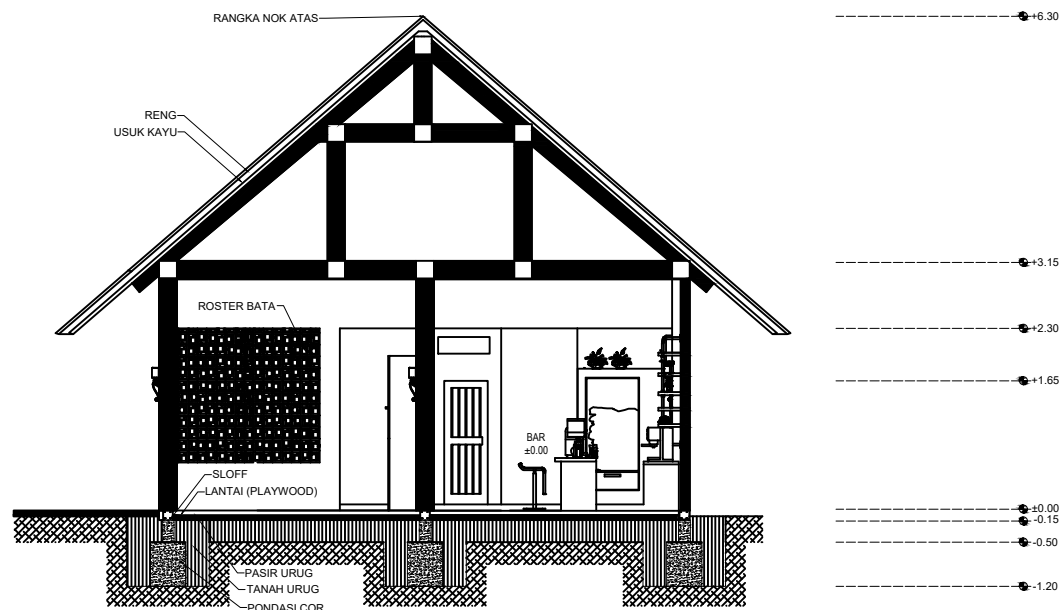 RANGKA NOK ATAS
+6.30
RENG
USUK KAYU
+3.15
ROSTER BATA
+2.30
+1.65
BAR
±0.00
SLOFF
LANTAI (PLAYWOOD)
±0.00
-0.15
-0.50
PASIR URUG
TANAH URUG
-1.20
PONDASI COR